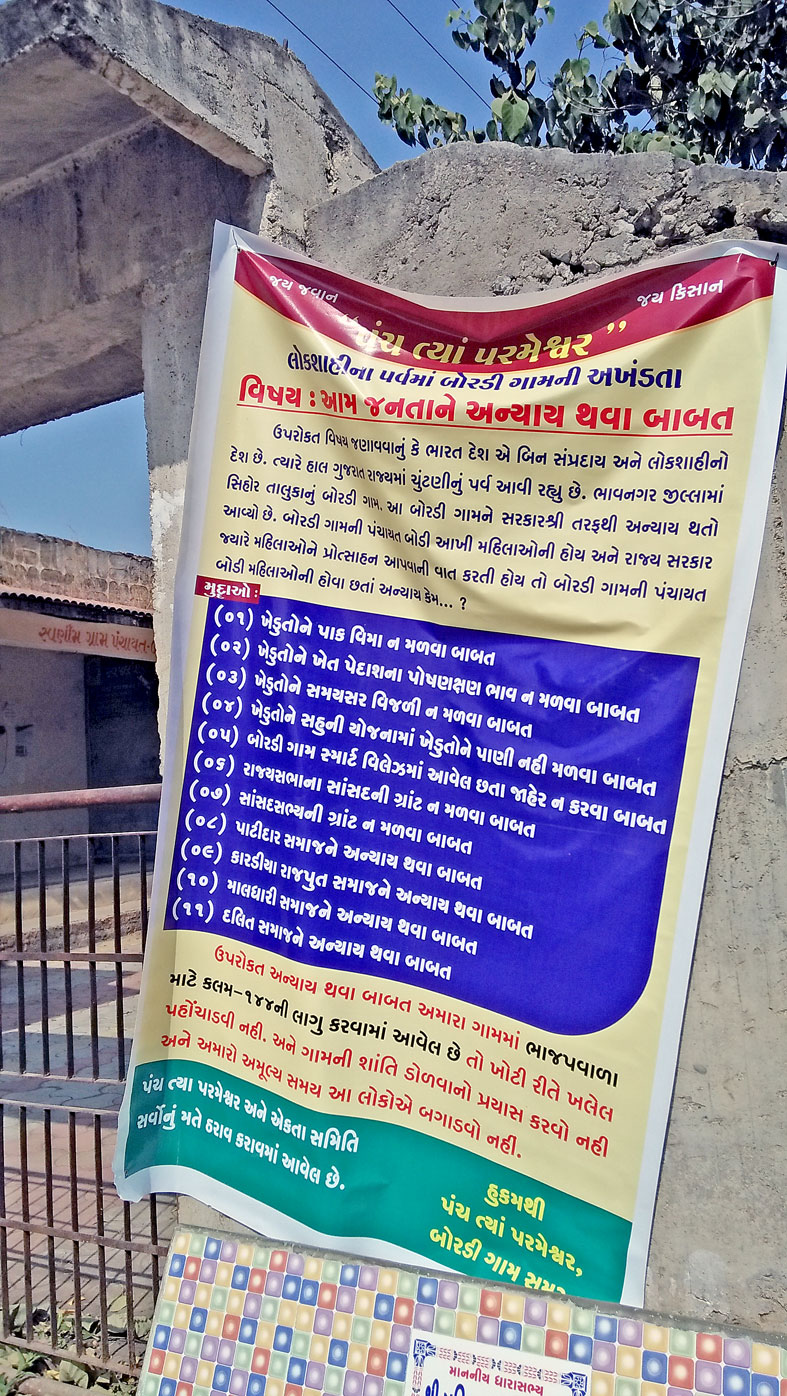 જય જવાન
જય કિસાન
"પંચ ત્યાં પરમેશ્વર"
લોકશાહીના પર્વમાં બોરડી ગામની અખંડતા
વિષય : આમ જનતાને અન્યાય થવા બાબત
ઉપરોક્ત વિષય જણાવવાનું કે ભારત દેશ એ બિન સંપ્રદાય અને લોકશાહીનો
દેશ છે. ત્યારે હાલ ગુજરાત રાજ્યમાં ચુંટણીનું પર્વ આવી રહ્યુ છે. ભાવનગર જીલ્લામાં
સિહોર તાલુકાનું બોરડી ગામ. આ બોરડી ગામને સરકારશ્રી તરફથી અન્યાય થતો
આવ્યો છે. બોરડી ગામની પંચાયત બોડી આખી મહિલાઓની હોય અને રાજ્ય સરકાર
જ્યારે મહિલાઓને પ્રોત્સાહન આપવાની વાત કરતી હોય તો બોરડી ગામની પંચાયત
બોડી મહિલાઓની હોવા છતાં અન્યાય કેમ... ?
મુદ્દાઓ :
(૦૧) ખેડુતોને પાક વિમા ન મળવા બાબત
(૦૨) ખેડુતોને ખેત પેદાશના પોષણક્ષણ ભાવ ન મળવા બાબત
(૦૩) ખેડુતોને સમયસર વિજળી ન મળવા બાબત
(૦૪) ખેડુતોને સહુની યોજનામાં ખેડુતોને પાણી નહી મળવા બાબત
(૦૫) બોરડી ગામ સ્માર્ટ વિલેઝમાં આવેલ છતા જાહેર ન કરવા બાબત
(૦૬) રાજ્યસભાના સાંસદની ગ્રાંટ ન મળવા બાબત
(૦૭) સાંસદસભ્યની ગ્રાંટ ન મળવા બાબત
(૦૮) પાટીદાર સમાજને અન્યાય થવા બાબત
(૦૯) કારડીયા રાજપુત સમાજને અન્યાય થવા બાબત
(૧૦) માલધારી સમાજને અન્યાય થવા બાબત
(૧૧) દલિત સમાજને અન્યાય થવા બાબત
ઉપરોક્ત અન્યાય થવા બાબત અમારા ગામમાં ભાજપવાળા
માટે કલમ-૧૪૪ની લાગુ કરવામાં આવેલ છે તો ખોટી રીતે ખલેલ
પહોંચાડવી નહી. અને ગામની શાંતિ ડોળવાનો પ્રયાસ કરવો નહી
અને અમારો અમૂલ્ય સમય આ લોકોએ બગાડવો નહી.
પંચ ત્યા પરમેશ્વર અને એકતા સમિતિ
સર્વોનું મતે ઠરાવ કરાવમાં આવેલ છે.
હુકમથી
પંચ ત્યાં પરમેશ્વર,
બોરડી ગામ
સ્વર્ણીમ ગ્રામ પંચાયત
માનનીય ધારાસભ્ય